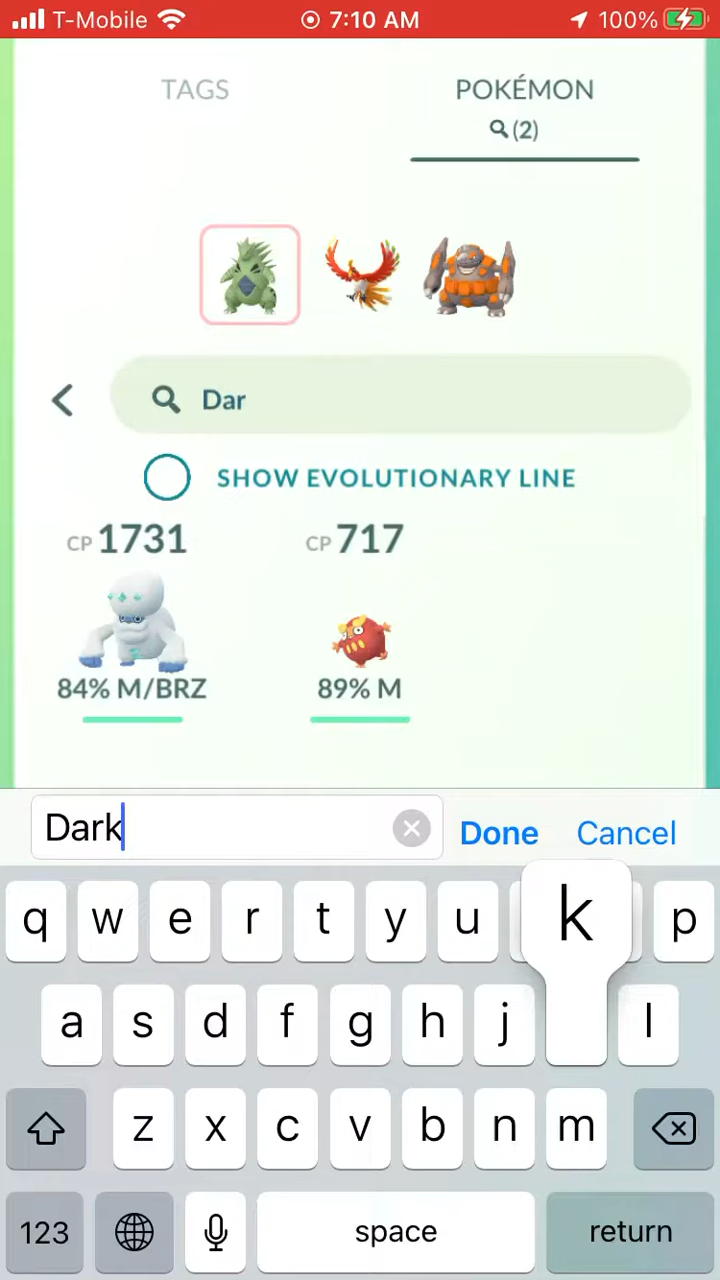 T-Mobile 7:10 AM 100%
TAGS POKÉMON
(2)
Dar
SHOW EVOLUTIONARY LINE
CP 1731 CP 717
84% M/BRZ 89% M
Dark Done Cancel
q w e r t y u k p
a s d f g h j l
z x c v b n m
123 space return